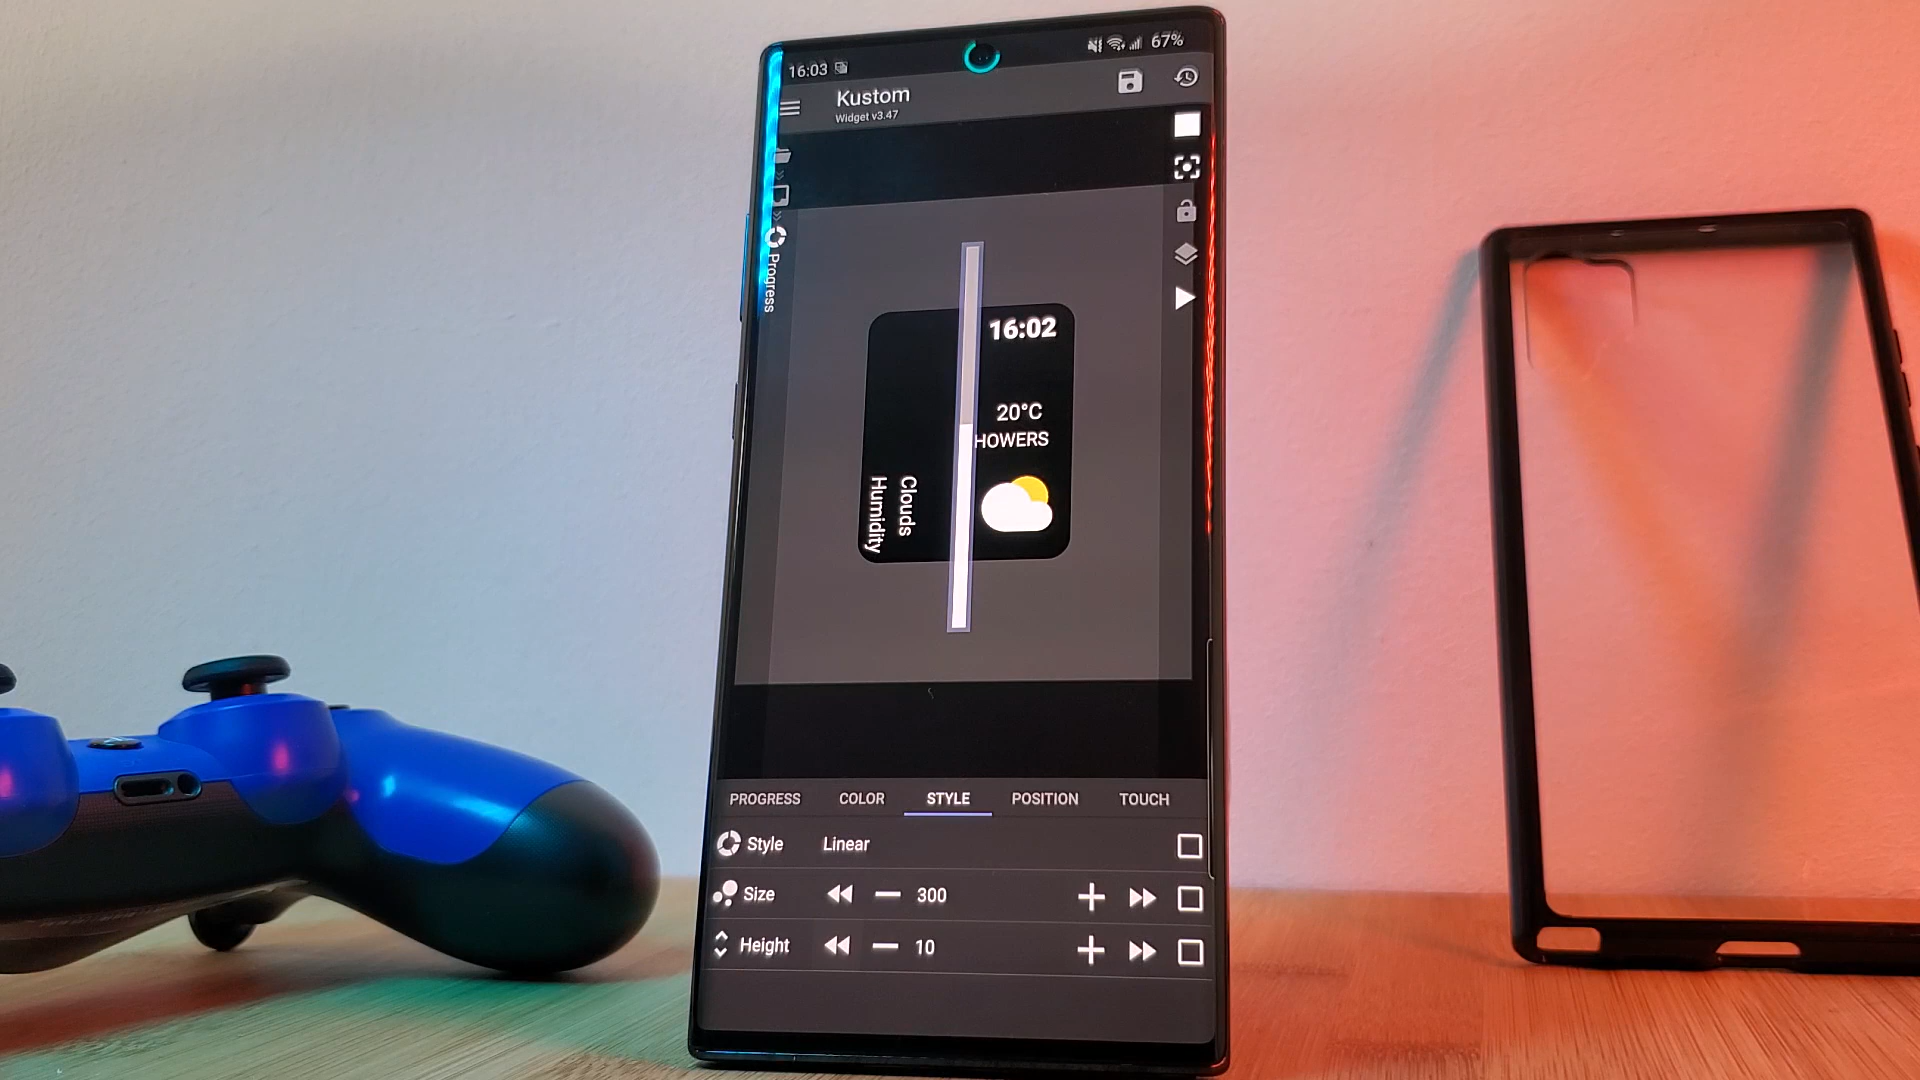 16:03
67%
Kustom
Widget v3.47
Progress
16:02
20°C
HOWERS
Clouds
Humidity
PROGRESS COLOR STYLE POSITION TOUCH
Style Linear
Size 300
Height 10